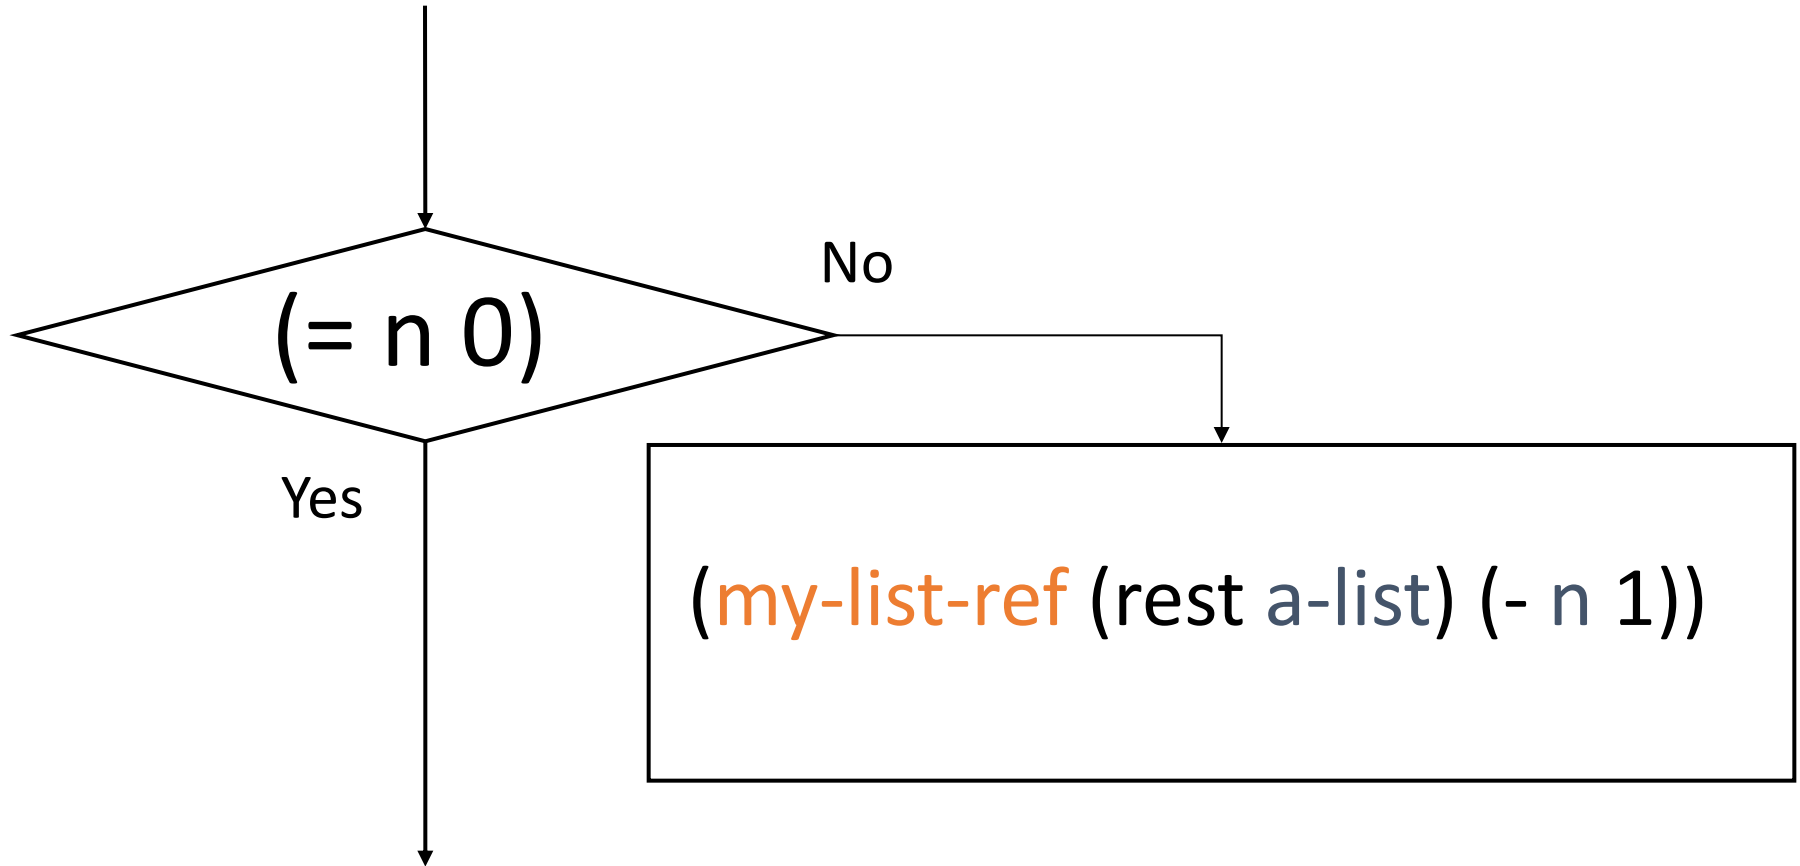 No
(= n 0)
Yes
(my-list-ref (rest a-list) (- n 1))